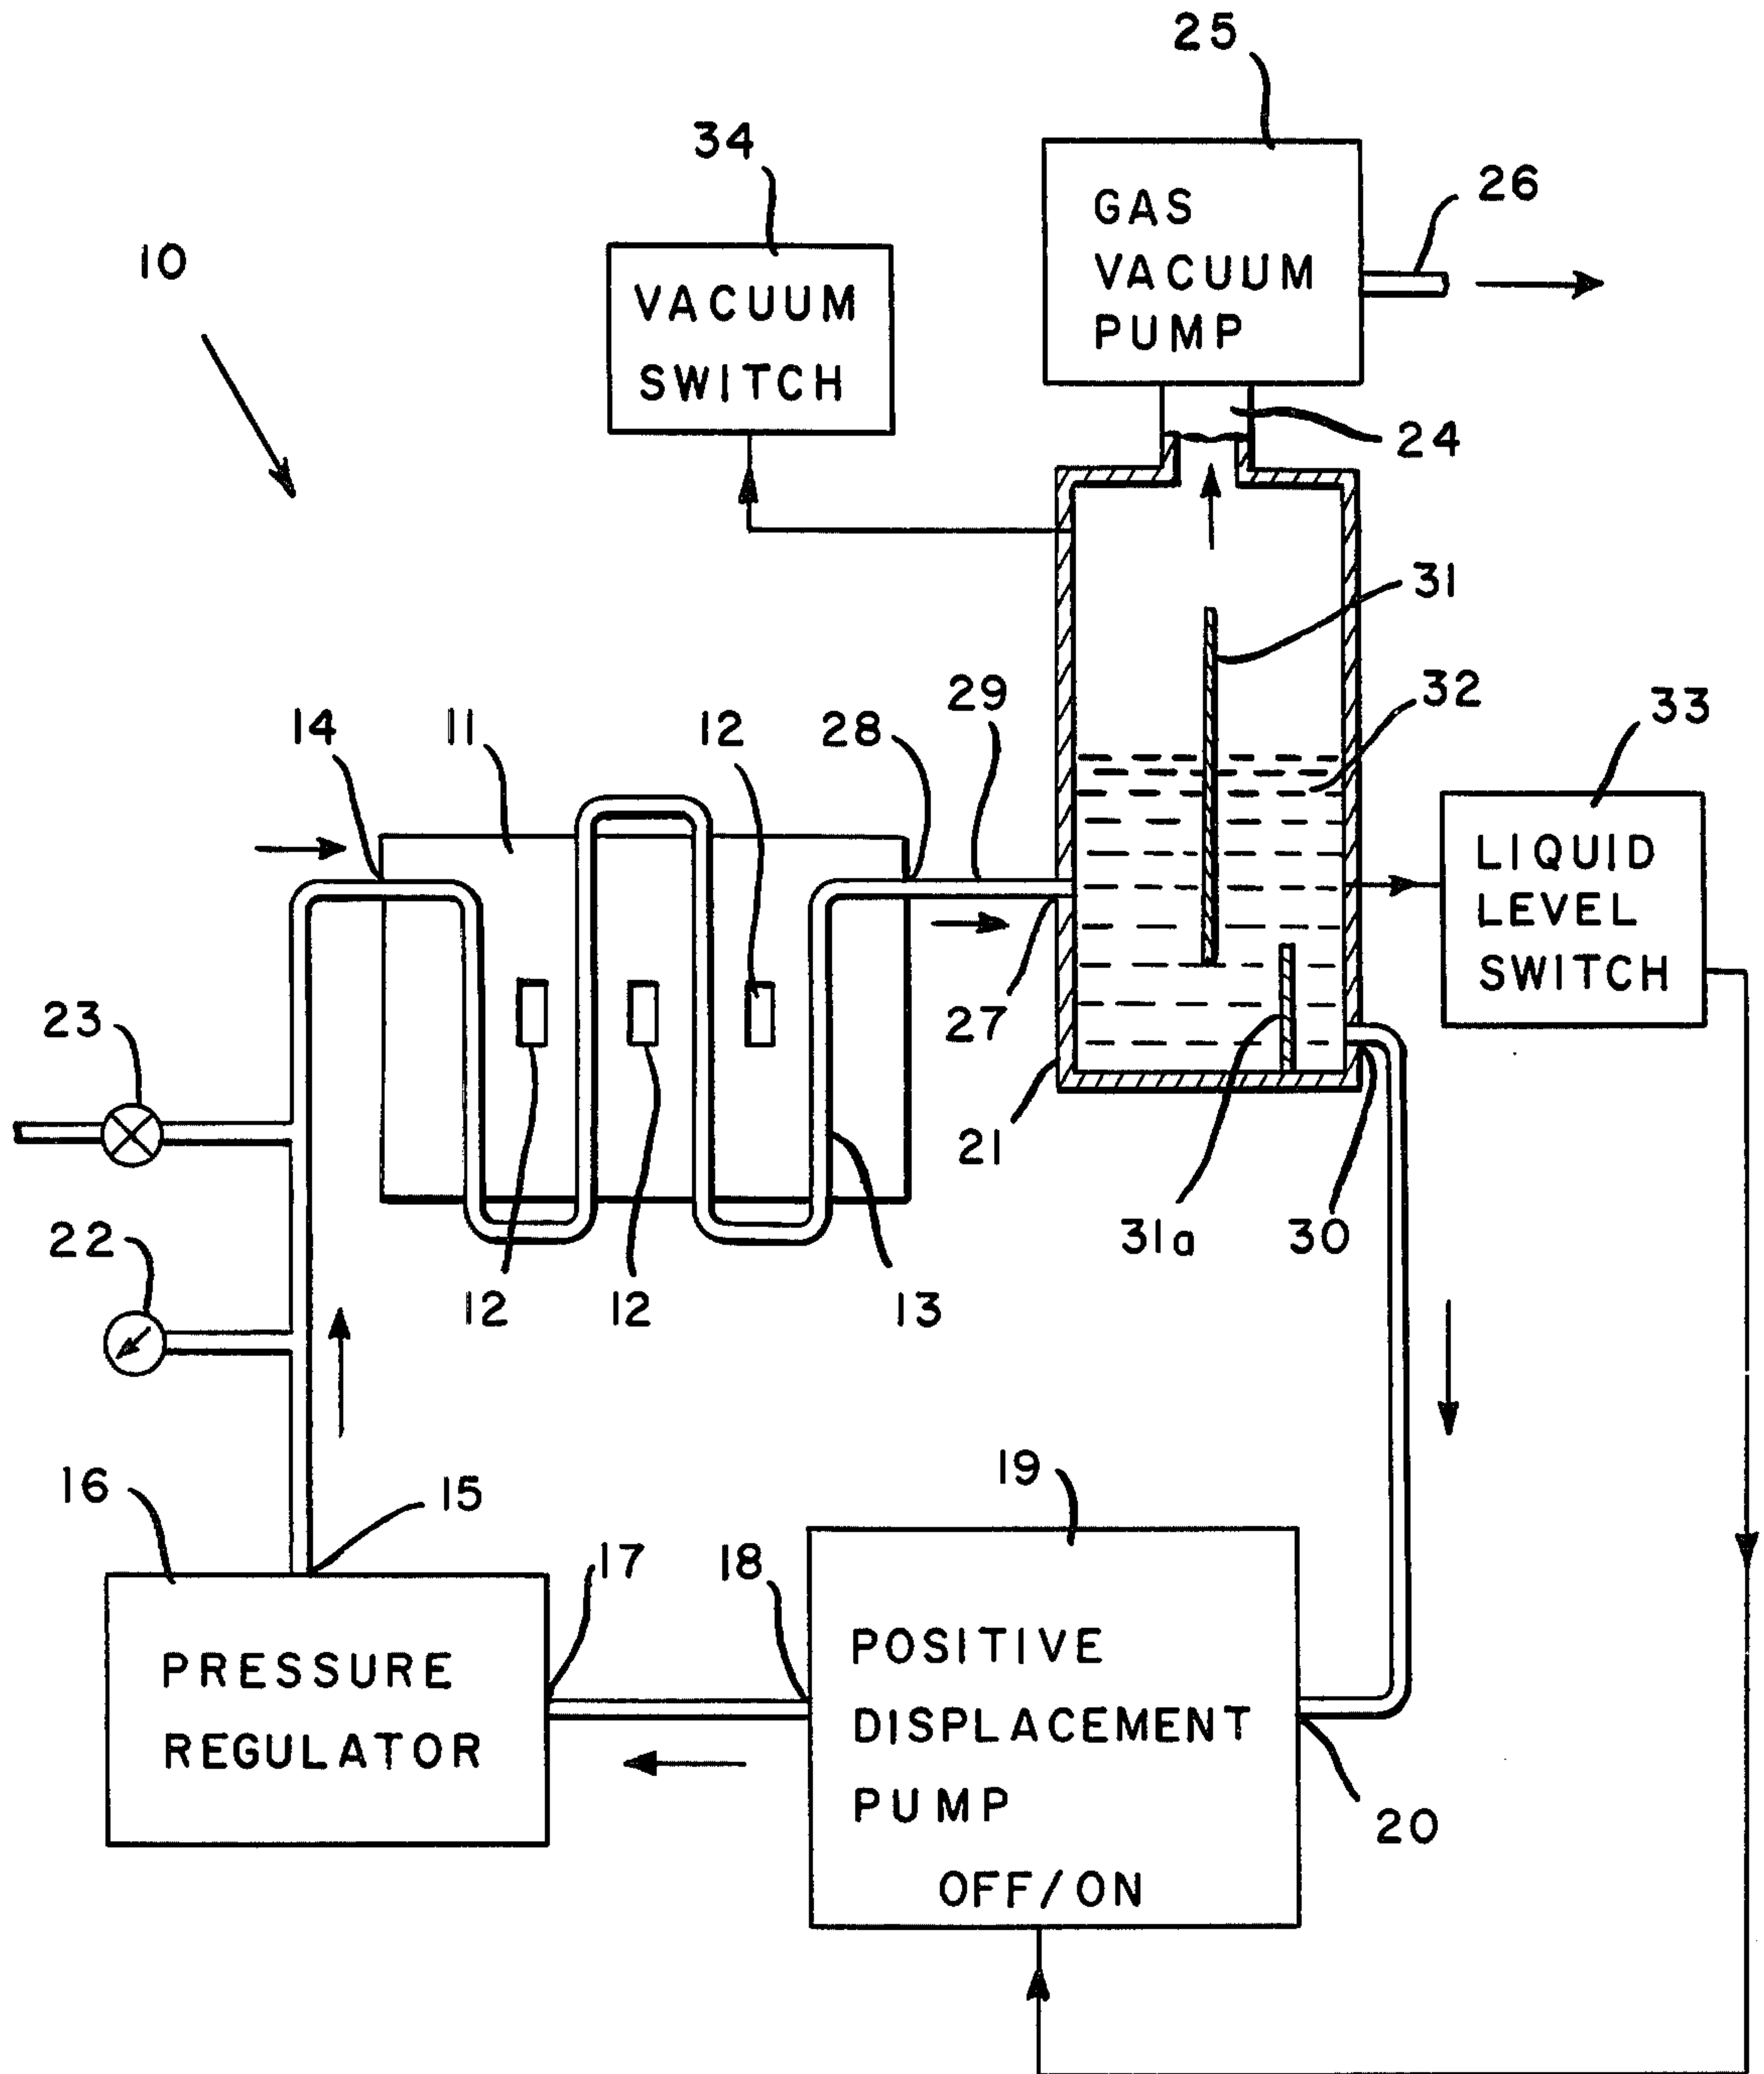 25
34
GAS
VACUUM
PUMP
26
10
VACUUM
SWITCH
24
31
32
29
33
14
11
12
28
LIQUID
LEVEL
SWITCH
23
27
21
31a
30
22
12
12
13
19
16
15
17
18
POSITIVE
DISPLACEMENT
PUMP
PRESSURE
REGULATOR
20
OFF/ON